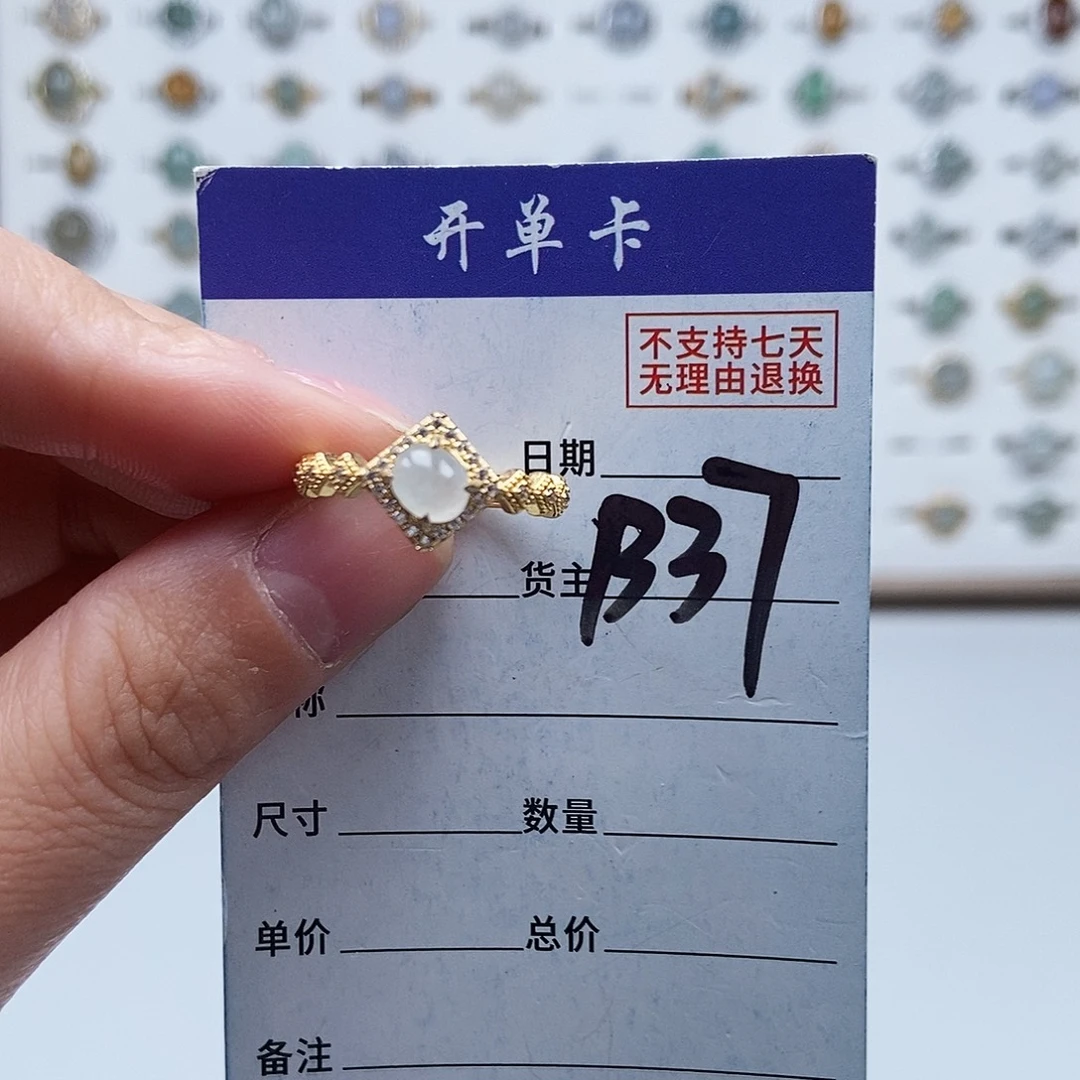 开单卡
不支持七天
无理由退换
日期
货主
B37
称
尺寸 数量
单价 总价
备注